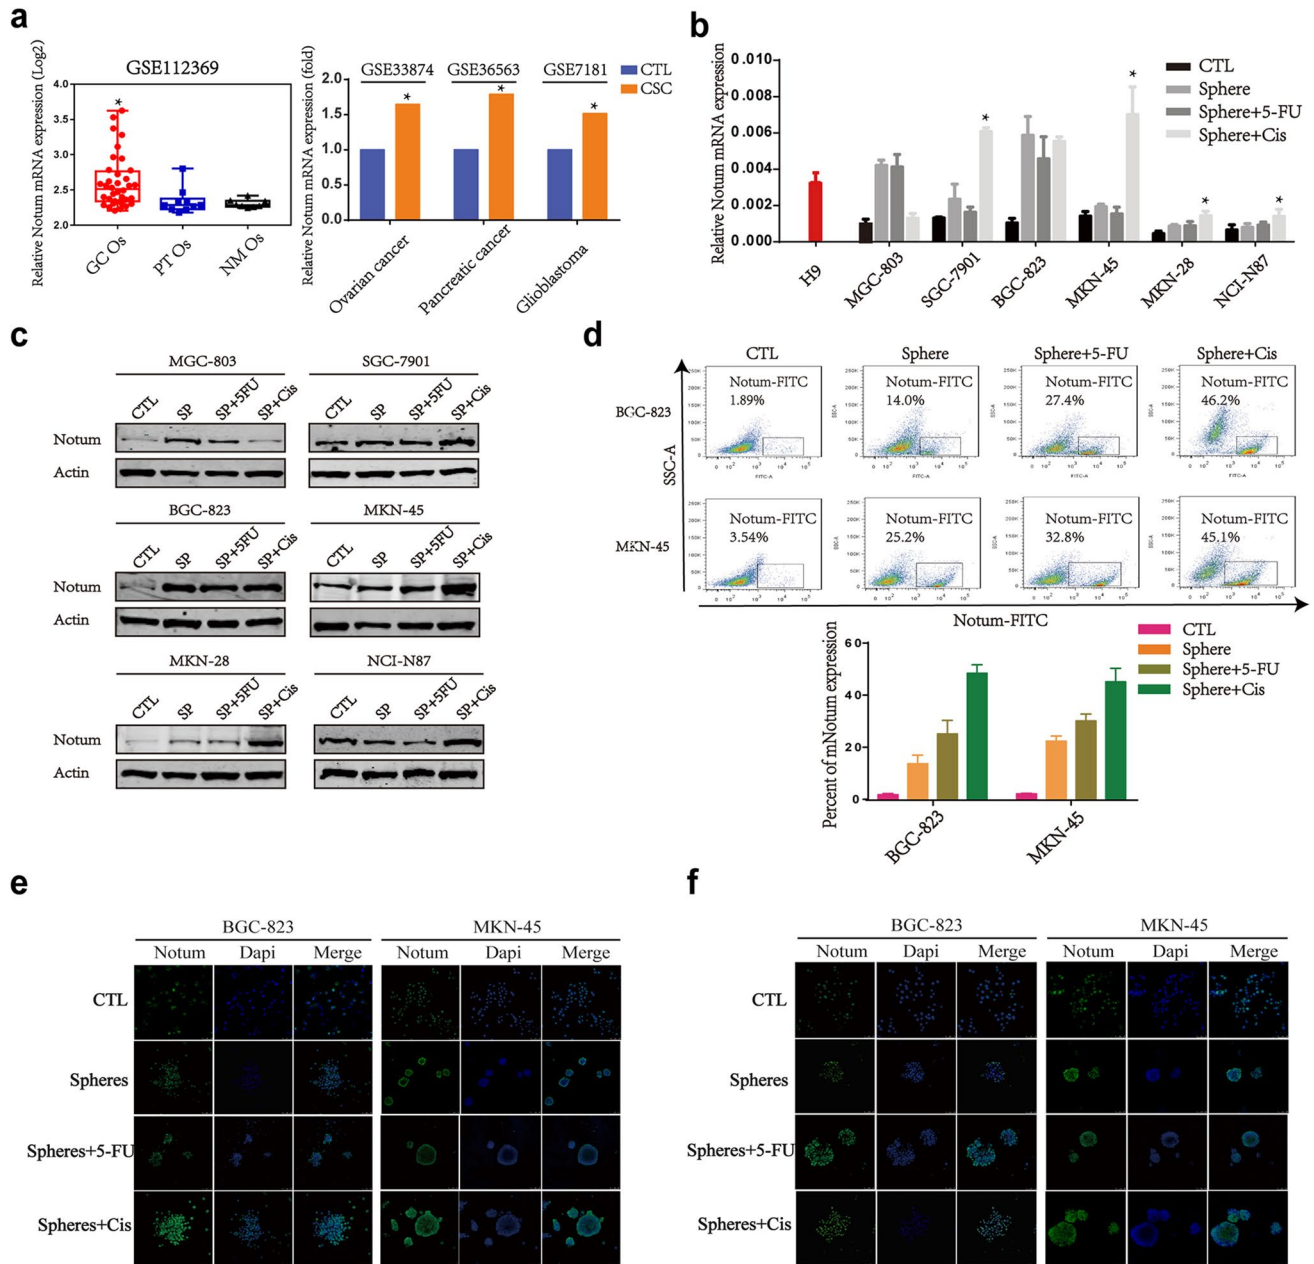 a
GSE112369
Relative Notum mRNA expression (Log2)
4.0
3.5
3.0
2.5
2.0
*
GC Os
PT Os
NM Os
Relative Notum mRNA expression (fold)
2.0
1.5
1.0
0.5
0.0
GSE33874
GSE36563
GSE7181
*
*
*
CTL
CSC
Ovarian cancer
Pancreatic cancer
Glioblastoma
b
Relative Notum mRNA expression
0.010
0.008
0.006
0.004
0.002
0.000
CTL
Sphere
Sphere+5-FU
Sphere+Cis
*
*
*
*
H9
MGC-803
SGC-7901
BGC-823
MKN-45
MKN-28
NCI-N87
c
MGC-803
SGC-7901
CTL SP SP+5FU SP+Cis
CTL SP SP+5FU SP+Cis
Notum
Actin
BGC-823
MKN-45
CTL SP SP+5FU SP+Cis
CTL SP SP+5FU SP+Cis
Notum
Actin
MKN-28
NCI-N87
CTL SP SP+5FU SP+Cis
CTL SP SP+5FU SP+Cis
Notum
Actin
d
CTL Sphere Sphere+5-FU Sphere+Cis
BGC-823
Notum-FITC
1.89%
Notum-FITC
14.0%
Notum-FITC
27.4%
Notum-FITC
46.2%
SSC-A
MKN-45
Notum-FITC
3.54%
Notum-FITC
25.2%
Notum-FITC
32.8%
Notum-FITC
45.1%
Notum-FITC
Percent of mNotum expression
60
40
20
0
CTL
Sphere
Sphere+5-FU
Sphere+Cis
BGC-823
MKN-45
e
BGC-823
MKN-45
Notum Dapi Merge
Notum Dapi Merge
CTL
Spheres
Spheres+5-FU
Spheres+Cis
f
BGC-823
MKN-45
Notum Dapi Merge
Notum Dapi Merge
CTL
Spheres
Spheres+5-FU
Spheres+Cis